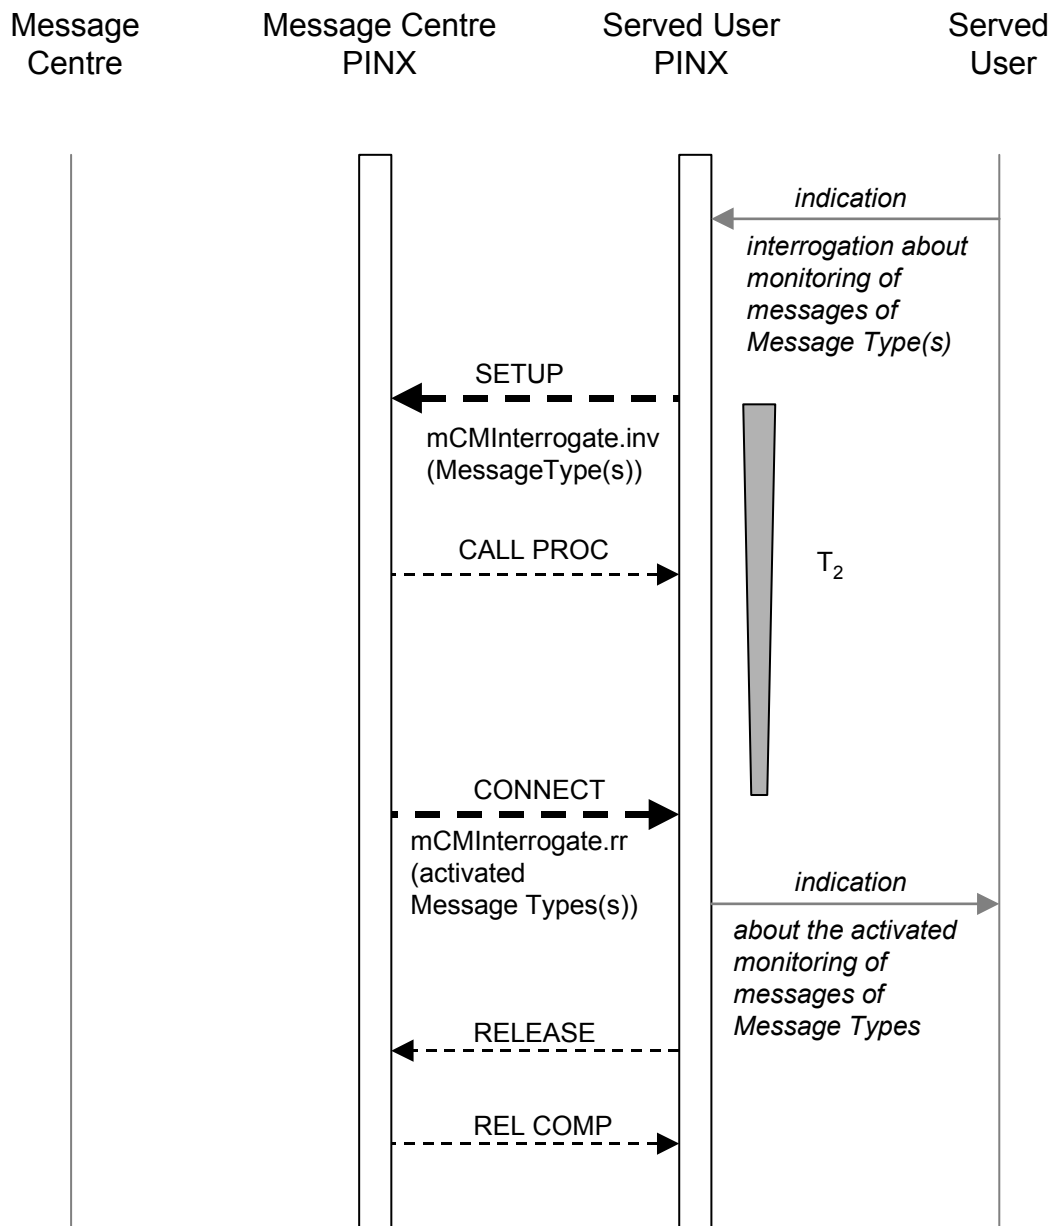 Message Centre
Message Centre PINX
Served User PINX
Served User
indication
interrogation about
monitoring of
messages of
Message Type(s)
SETUP
mCMInterrogate.inv
(MessageType(s))
CALL PROC
T2
CONNECT
mCMInterrogate.rr
(activated
Message Types(s))
indication
about the activated
monitoring of
messages of
Message Types
RELEASE
REL COMP